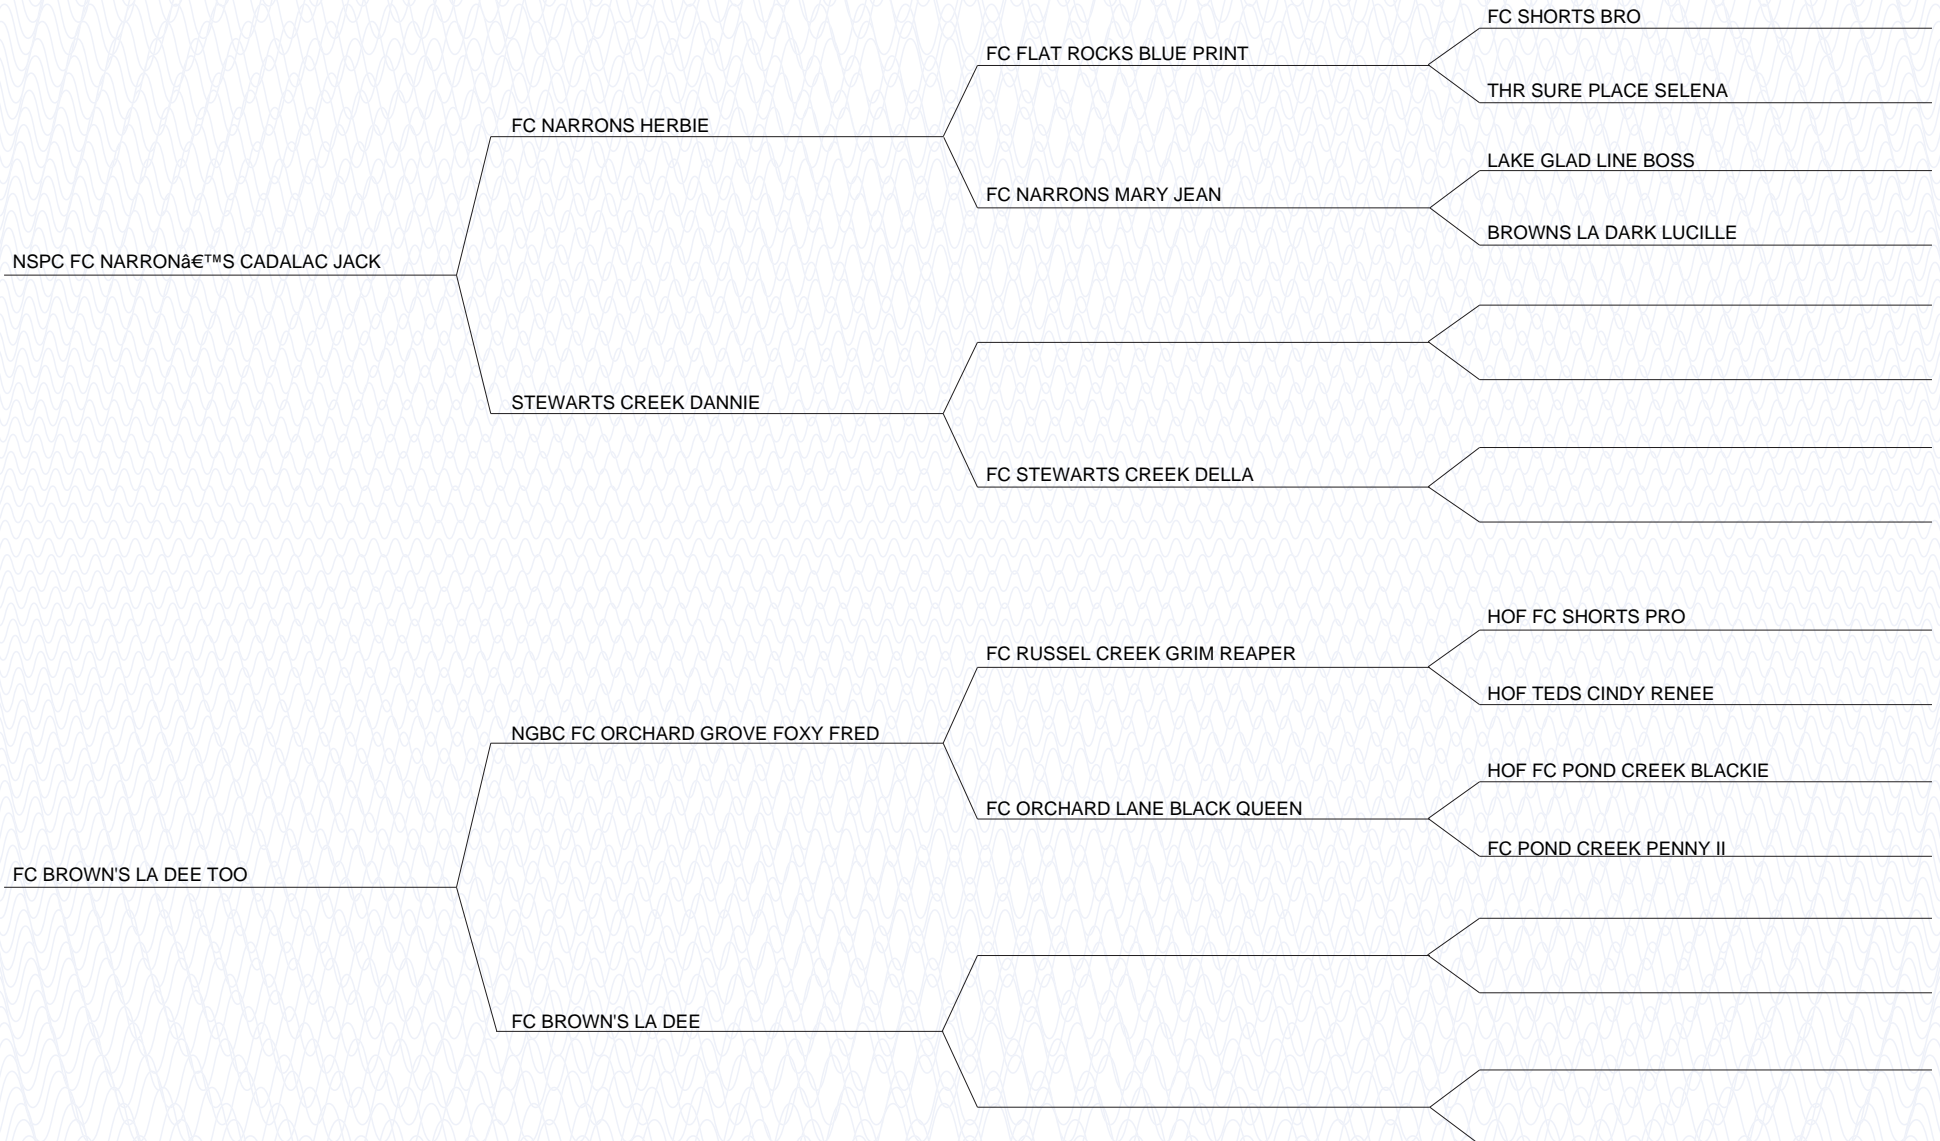 FC SHORTS BRO
FC FLAT ROCKS BLUE PRINT
THR SURE PLACE SELENA
FC NARRONS HERBIE
LAKE GLAD LINE BOSS
FC NARRONS MARY JEAN
BROWNS LA DARK LUCILLE
NSPC FC NARRON’S CADALAC JACK
STEWARTS CREEK DANNIE
FC STEWARTS CREEK DELLA
HOF FC SHORTS PRO
FC RUSSEL CREEK GRIM REAPER
HOF TEDS CINDY RENEE
NGBC FC ORCHARD GROVE FOXY FRED
HOF FC POND CREEK BLACKIE
FC ORCHARD LANE BLACK QUEEN
FC POND CREEK PENNY II
FC BROWN'S LA DEE TOO
FC BROWN'S LA DEE